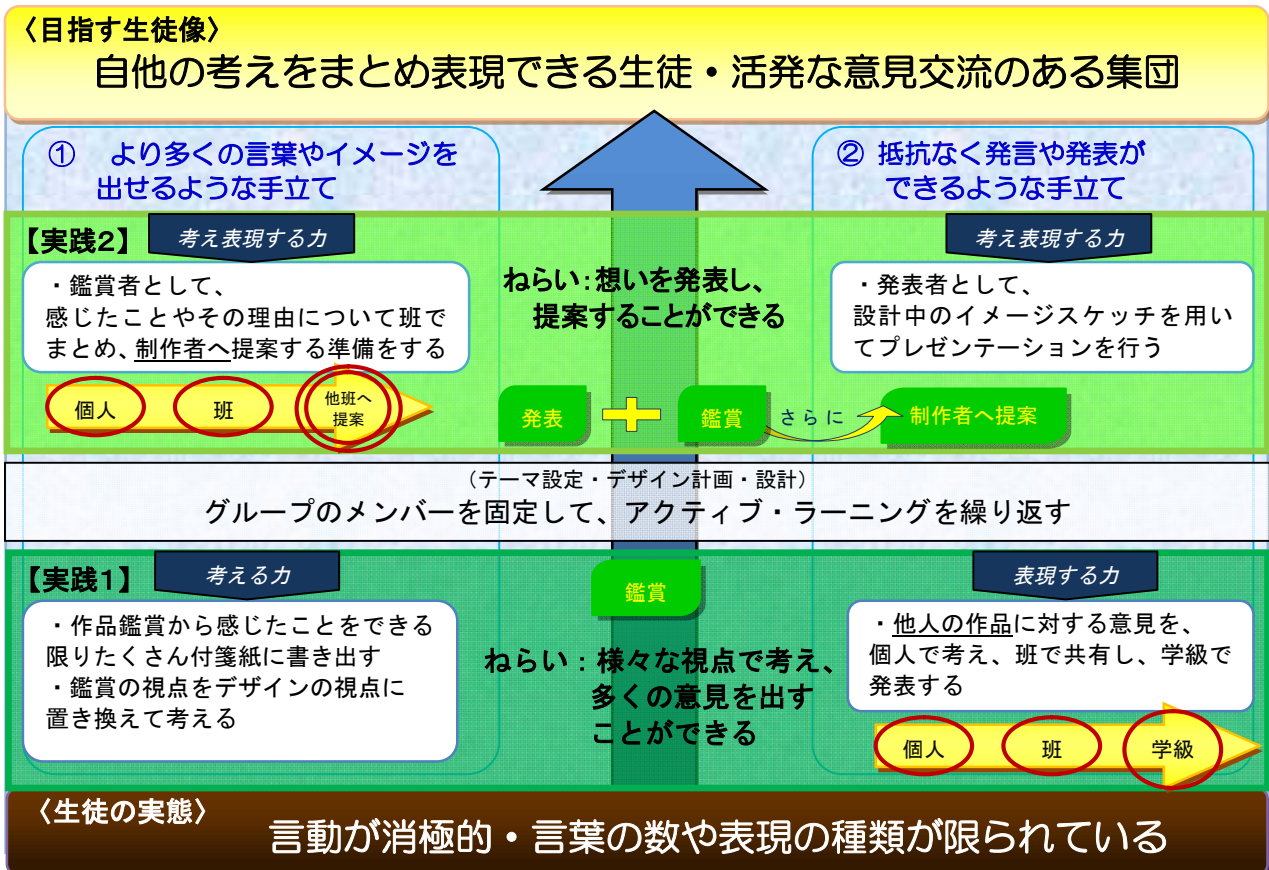 〈目指す生徒像〉
自他の考えをまとめ表現できる生徒・活発な意見交流のある集団
① より多くの言葉やイメージを
出せるような手立て
② 抵抗なく発言や発表が
できるような手立て
【実践2】
考え表現する力
・鑑賞者として、
感じたことやその理由について班で
まとめ、制作者へ提案する準備をする
個人
班
他班へ
提案
ねらい：想いを発表し、
提案することができる
発表
鑑賞
さらに
制作者へ提案
考え表現する力
・発表者として、
設計中のイメージスケッチを用い
てプレゼンテーションを行う
（テーマ設定・デザイン計画・設計）
グループのメンバーを固定して、アクティブ・ラーニングを繰り返す
【実践1】
考える力
・作品鑑賞から感じたことをできる
限りたくさん付箋紙に書き出す
・鑑賞の視点をデザインの視点に
置き換えて考える
鑑賞
ねらい：様々な視点で考え、
多くの意見を出す
ことができる
表現する力
・他人の作品に対する意見を、
個人で考え、班で共有し、学級で
発表する
個人
班
学級
〈生徒の実態〉
言動が消極的・言葉の数や表現の種類が限られている